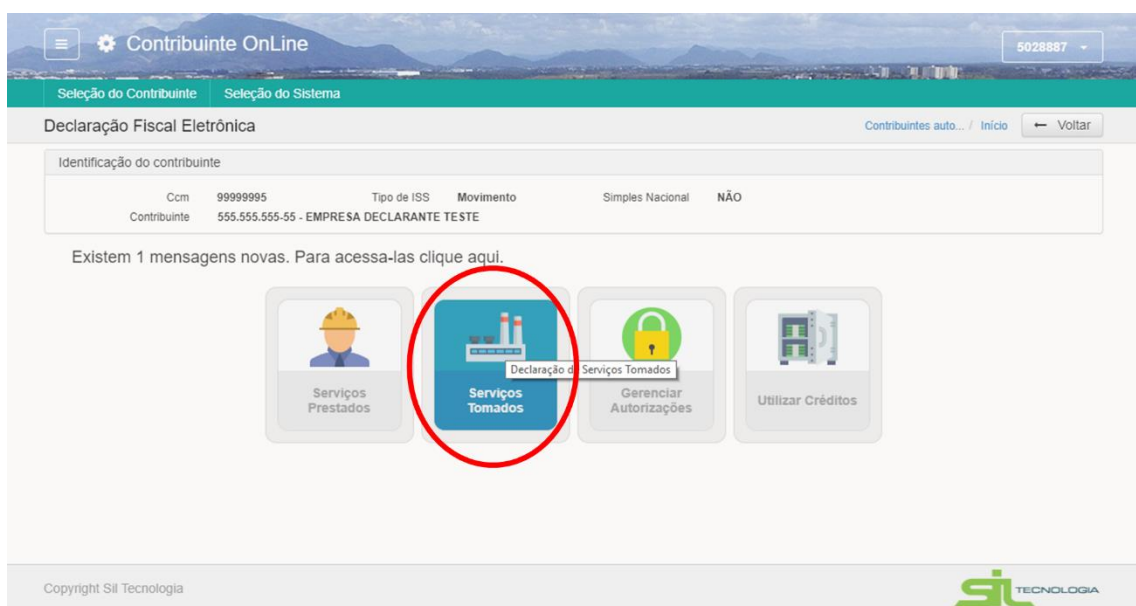 Contribuinte OnLine
5028887
Seleção do Contribuinte Seleção do Sistema
Declaração Fiscal Eletrônica
Contribuintes auto... / Início
← Voltar
Identificação do contribuinte
Ccm 99999995 Tipo de ISS Movimento Simples Nacional NÃO
Contribuinte 555.555.555-55 - EMPRESA DECLARANTE TESTE
Existem 1 mensagens novas. Para acessa-las clique aqui.
Declaração de Serviços Tomados
Serviços
Prestados
Serviços
Tomados
Gerenciar
Autorizações
Utilizar Créditos
Copyright Sil Tecnologia
SIL TECNOLOGIA